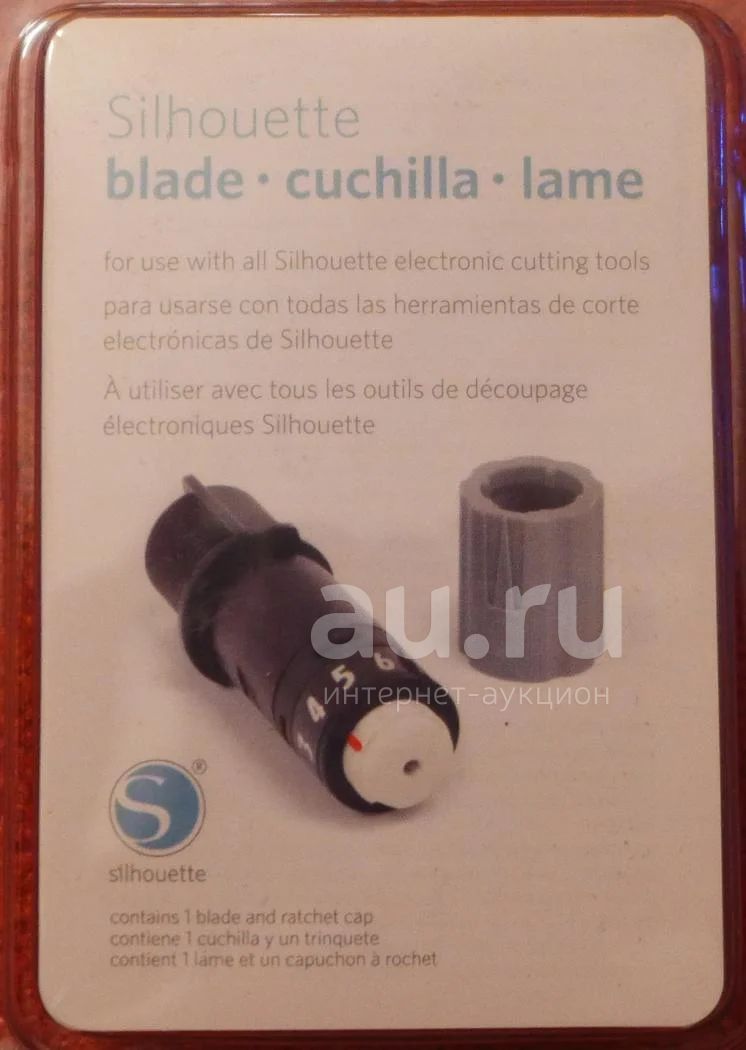 Silhouette
blade · cuchilla · lame
for use with all Silhouette electronic cutting tools
para usarse con todas las herramientas de corte
electrónicas de Silhouette
À utiliser avec tous les outils de découpage
électroniques Silhouette
au.ru
интернет-аукцион
3 4 5 6
S ®
silhouette
contains 1 blade and ratchet cap
contiene 1 cuchilla y un trinquete
contient 1 lame et un capuchon à rochet